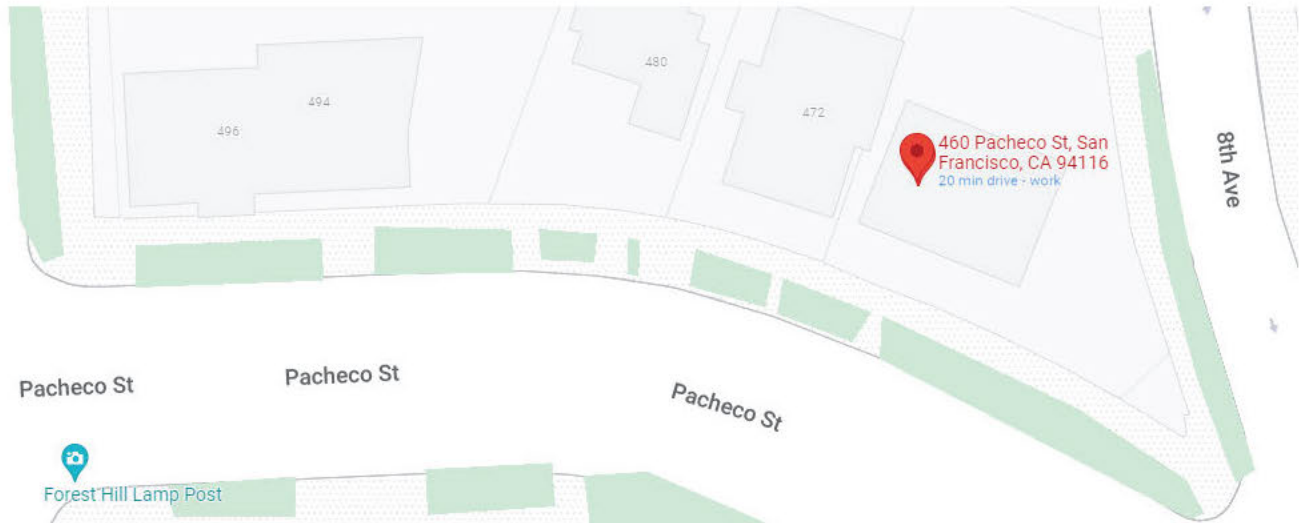 480
494
472
496
460 Pacheco St, San
Francisco, CA 94116
20 min drive - work
8th Ave
Pacheco St
Pacheco St
Pacheco St
Forest Hill Lamp Post